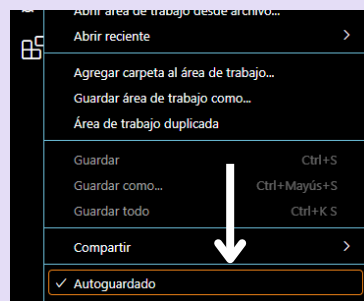 Abrir área de trabajo desde archivo...
Abrir reciente
Agregar carpeta al área de trabajo...
Guardar área de trabajo como...
Área de trabajo duplicada
Guardar Ctrl+S
Guardar como... Ctrl+Mayús+S
Guardar todo Ctrl+K S
Compartir
Autoguardado